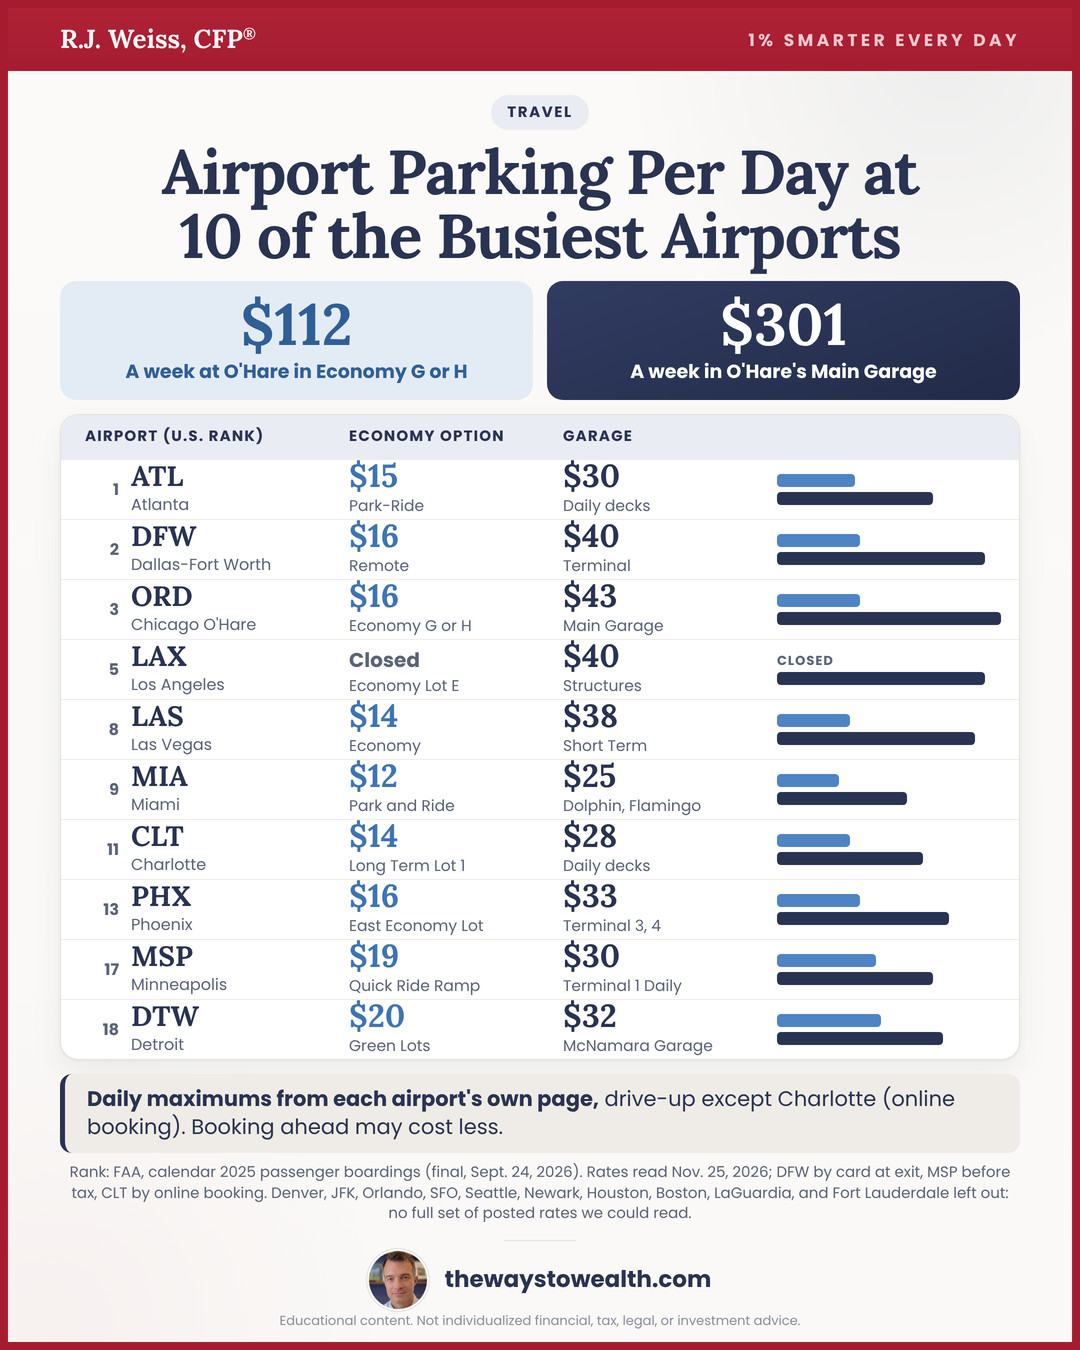 R.J. Weiss, CFP®
1% SMARTER EVERY DAY
TRAVEL
Airport Parking Per Day at
10 of the Busiest Airports
$112
A week at O'Hare in Economy G or H
$301
A week in O'Hare's Main Garage
AIRPORT (U.S. RANK) ECONOMY OPTION GARAGE
1 ATL $15 $30
Atlanta Park-Ride Daily decks
2 DFW $16 $40
Dallas-Fort Worth Remote Terminal
3 ORD $16 $43
Chicago O'Hare Economy G or H Main Garage
5 LAX Closed $40 CLOSED
Los Angeles Economy Lot E Structures
8 LAS $14 $38
Las Vegas Economy Short Term
9 MIA $12 $25
Miami Park and Ride Dolphin, Flamingo
11 CLT $14 $28
Charlotte Long Term Lot 1 Daily decks
13 PHX $16 $33
Phoenix East Economy Lot Terminal 3, 4
17 MSP $19 $30
Minneapolis Quick Ride Ramp Terminal 1 Daily
18 DTW $20 $32
Detroit Green Lots McNamara Garage
Daily maximums from each airport's own page, drive-up except Charlotte (online
booking). Booking ahead may cost less.
Rank: FAA, calendar 2025 passenger boardings (final, Sept. 24, 2026). Rates read Nov. 25, 2026; DFW by card at exit, MSP before
tax, CLT by online booking. Denver, JFK, Orlando, SFO, Seattle, Newark, Houston, Boston, LaGuardia, and Fort Lauderdale left out:
no full set of posted rates we could read.
thewaystowealth.com
Educational content. Not individualized financial, tax, legal, or investment advice.